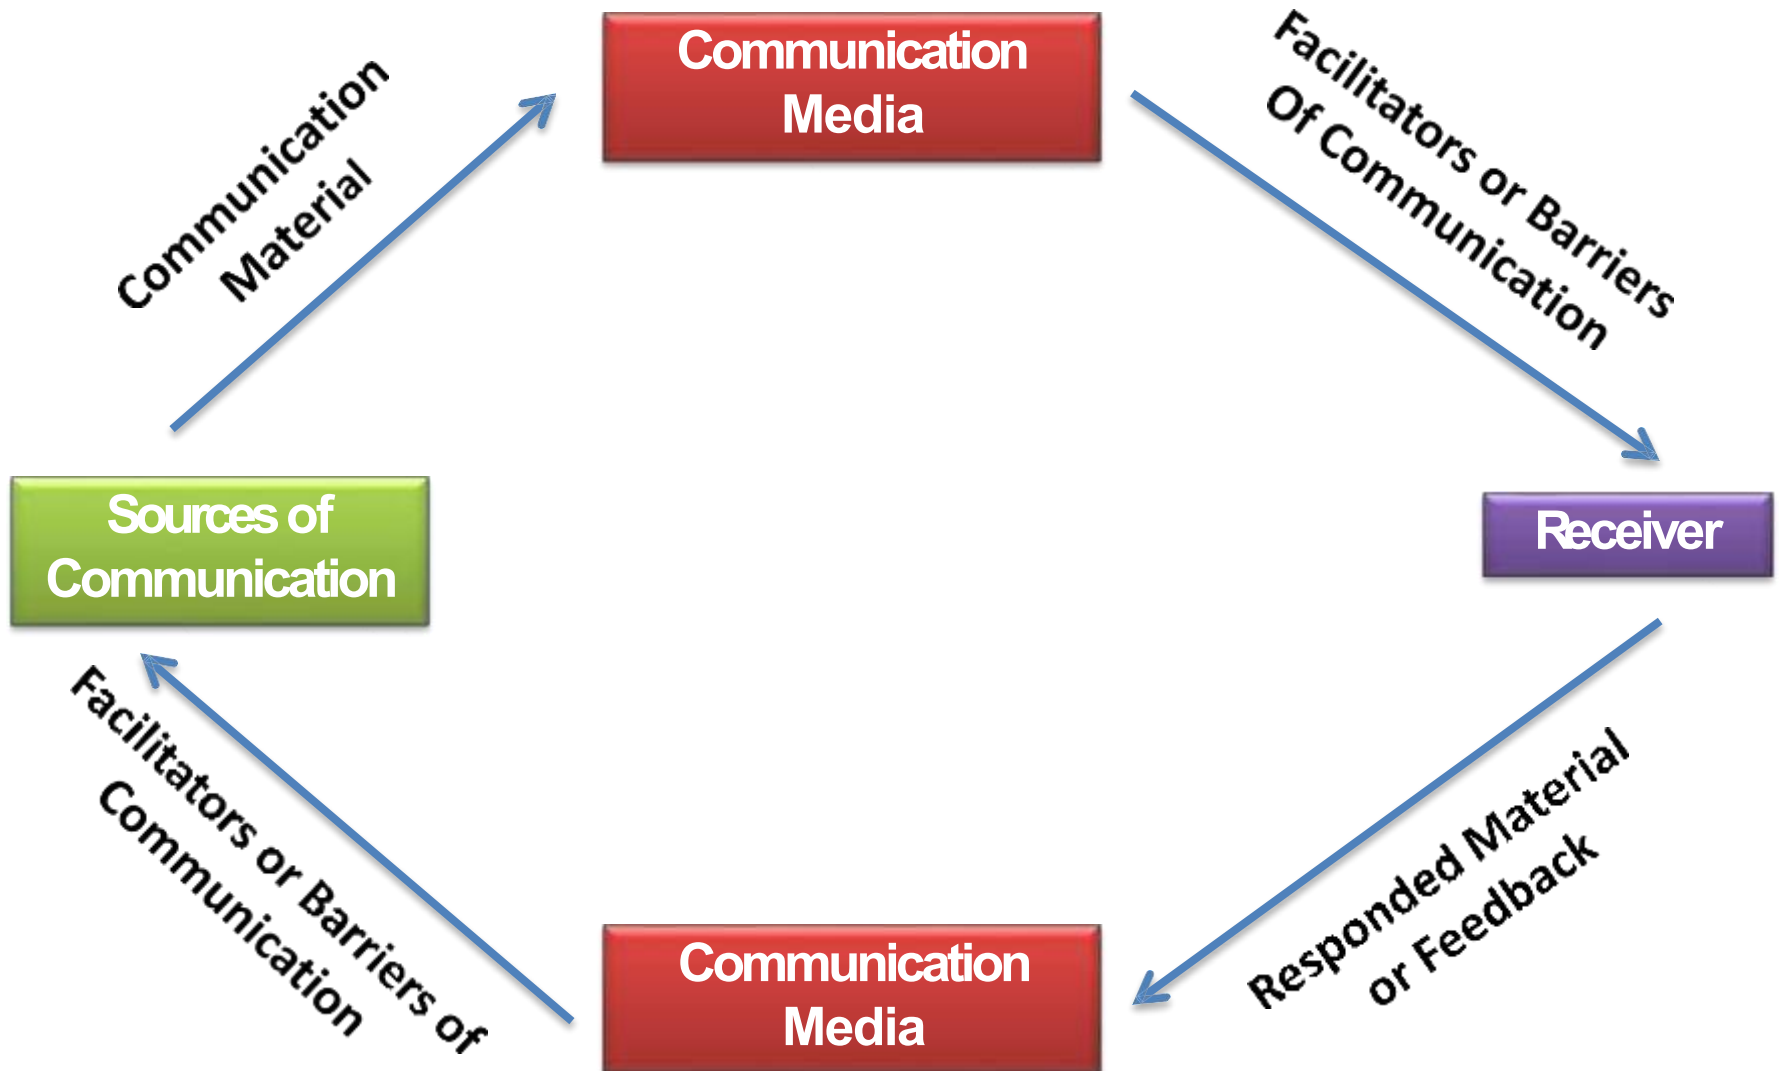 Communication
Media
Communication
Material
Facilitators or Barriers
Of Communication
Sources of
Communication
Receiver
Facilitators or Barriers of
Communication
Responded Material
or Feedback
Communication
Media